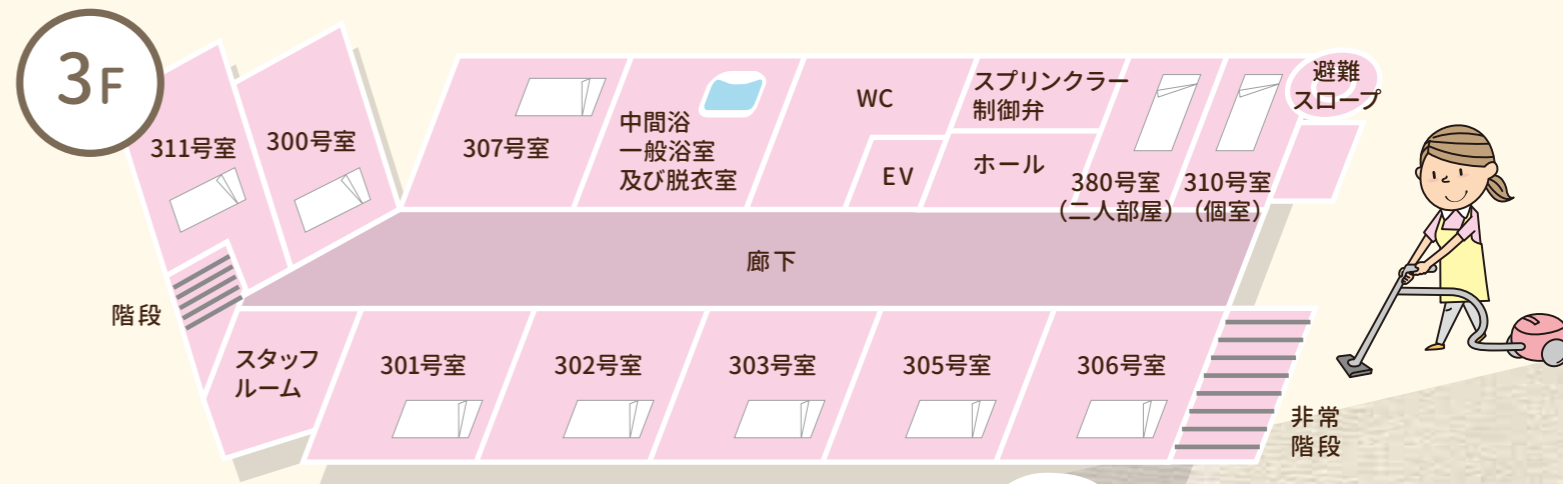 3F
311号室
300号室
307号室
中間浴
一般浴室
及び脱衣室
WC
EV
スプリンクラー
制御弁
ホール
380号室
（二人部屋）
310号室
（個室）
避難
スロープ
廊下
階段
スタッフ
ルーム
301号室
302号室
303号室
305号室
306号室
非常
階段